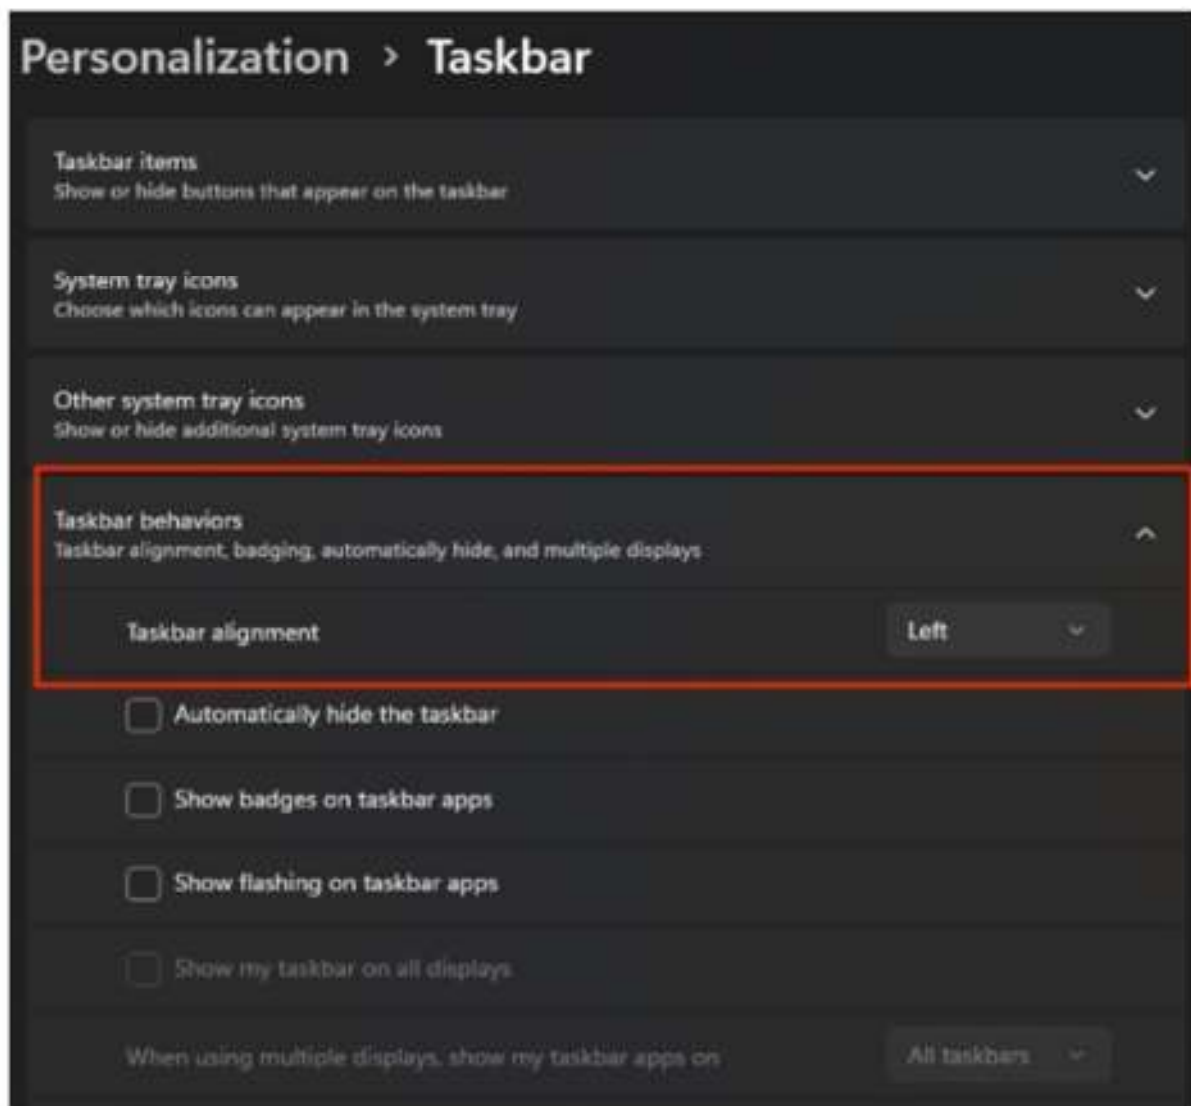 Personalization > Taskbar
Taskbar items
Show or hide buttons that appear on the taskbar
System tray icons
Choose which icons can appear in the system tray
Other system tray icons
Show or hide additional system tray icons
Taskbar behaviors
Taskbar alignment, badging, automatically hide, and multiple displays
Taskbar alignment Left
Automatically hide the taskbar
Show badges on taskbar apps
Show flashing on taskbar apps
Show my taskbar on all displays
When using multiple displays, show my taskbar apps on All taskbars